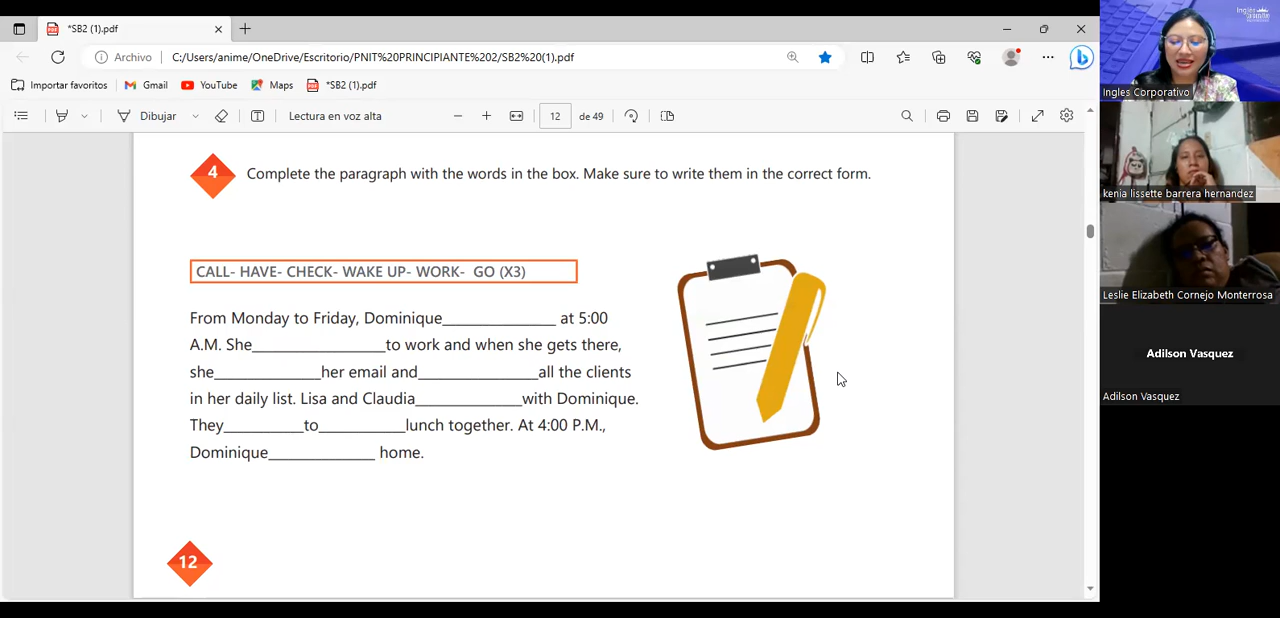 *SB2 (1).pdf
Archivo
C:/Users/anime/OneDrive/Escritorio/PNIT%20PRINCIPIANTE%202/SB2%20(1).pdf
Importar favoritos
Gmail
YouTube
Maps
*SB2 (1).pdf
Dibujar
Lectura en voz alta
12
de 49
4
Complete the paragraph with the words in the box. Make sure to write them in the correct form.
CALL- HAVE- CHECK- WAKE UP- WORK- GO (X3)
From Monday to Friday, Dominique______________ at 5:00
A.M. She_________________to work and when she gets there,
she______________her email and________________all the clients
in her daily list. Lisa and Claudia______________with Dominique.
They__________to___________lunch together. At 4:00 P.M.,
Dominique______________ home.
12
Ingles Corporativo
kenia lissette barrera hernandez
Leslie Elizabeth Cornejo Monterrosa
Adilson Vasquez
Adilson Vasquez